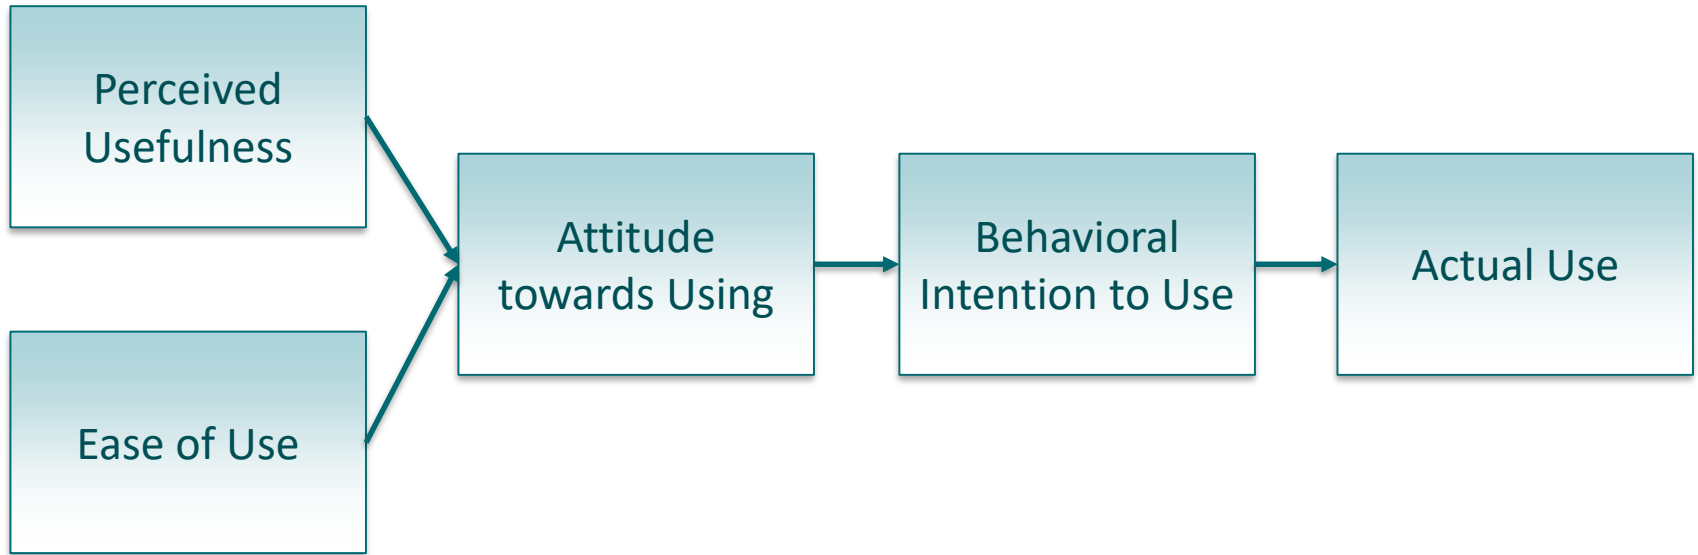 Perceived
Usefulness
Ease of Use
Attitude
towards Using
Behavioral
Intention to Use
Actual Use